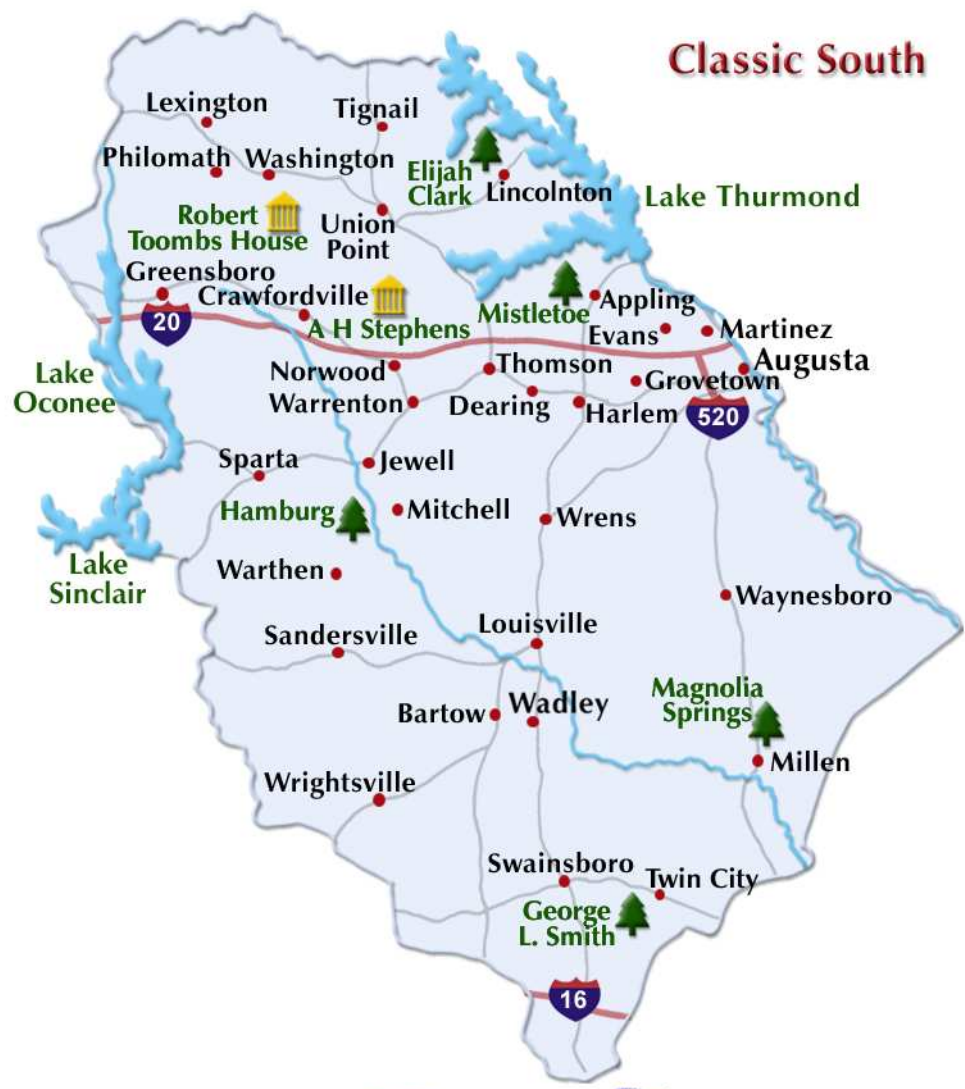 Classic South
Lexington
Tignail
Philomath
Washington
Elijah
Clark
Lincolnton
Lake Thurmond
Robert
Toombs House
Union
Point
Greensboro
Crawfordville
A H Stephens
Mistletoe
Appling
Evans
Martinez
20
Augusta
Lake
Oconee
Norwood
Thomson
Grovetown
Warrenton
Dearing
Harlem
520
Sparta
Jewell
Hamburg
Mitchell
Wrens
Lake
Sinclair
Warthen
Waynesboro
Sandersville
Louisville
Magnolia
Springs
Bartow
Wadley
Millen
Wrightsville
Swainsboro
Twin City
George
L. Smith
16